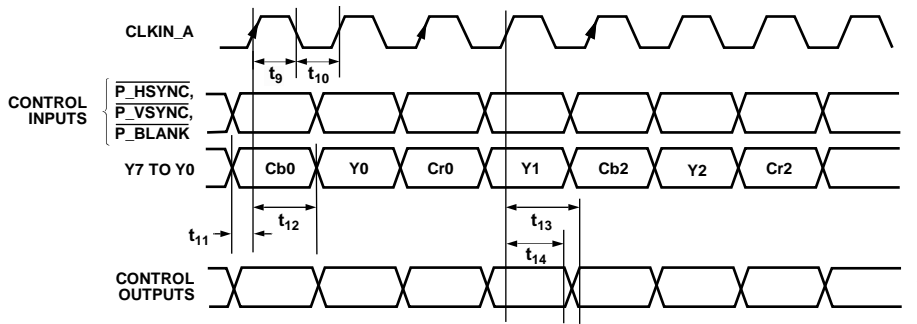 CLKIN_A
t9
t10
CONTROL INPUTS
P_HSYNC,
P_VSYNC,
P_BLANK
Y7 TO Y0
Cb0
Y0
Cr0
Y1
Cb2
Y2
Cr2
t11
t12
t13
t14
CONTROL OUTPUTS